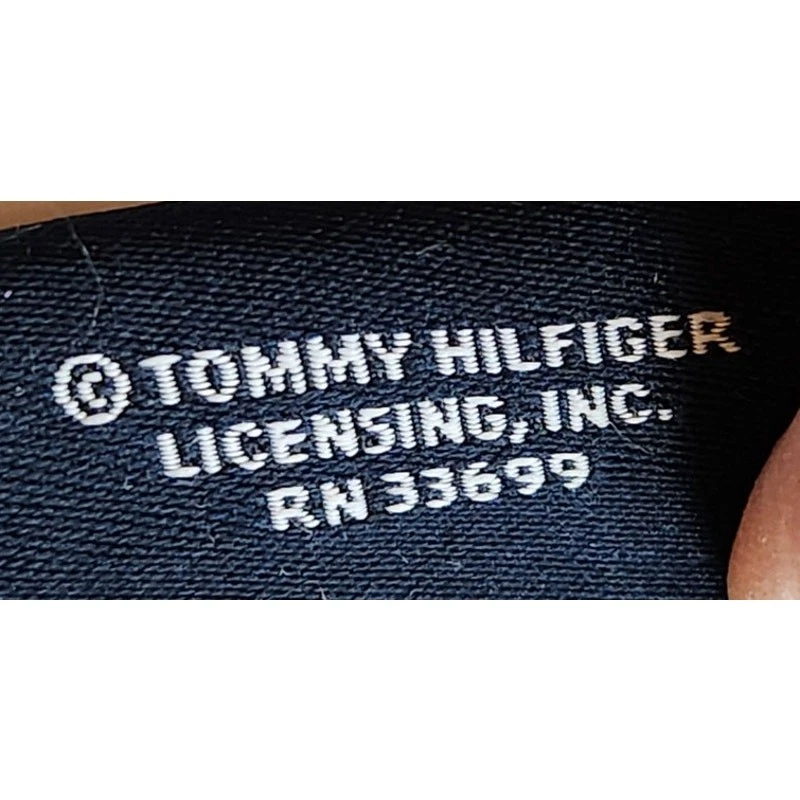 © TOMMY HILFIGER
LICENSING, INC.
RN 33699